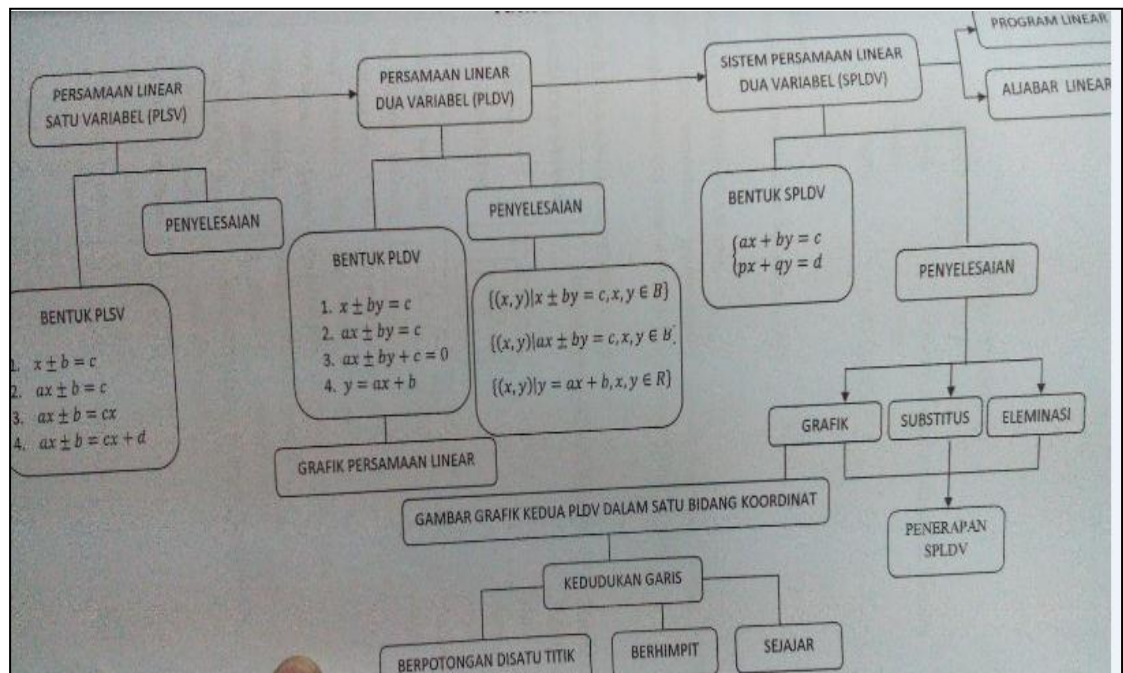 PROGRAM LINEAR
ALJABAR LINEAR
PERSAMAAN LINEAR
SATU VARIABEL (PLSV)
PERSAMAAN LINEAR
DUA VARIABEL (PLDV)
SISTEM PERSAMAAN LINEAR
DUA VARIABEL (SPLDV)
PENYELESAIAN
BENTUK PLSV
1. x ± b = c
2. ax ± b = c
3. ax ± b = cx
4. ax ± b = cx + d
BENTUK PLDV
1. x ± by = c
2. ax ± by = c
3. ax ± by + c = 0
4. y = ax + b
PENYELESAIAN
{(x,y)|x ± by = c, x, y ∈ B}
{(x,y)|ax ± by = c, x, y ∈ B
{(x,y)|y = ax + b, x, y ∈ R}
GRAFIK PERSAMAAN LINEAR
BENTUK SPLDV
{ax + by = c
{px + qy = d
PENYELESAIAN
GRAFIK
SUBSTITUS
ELEMINASI
GAMBAR GRAFIK KEDUA PLDV DALAM SATU BIDANG KOORDINAT
PENERAPAN
SPLDV
KEDUDUKAN GARIS
BERPOTONGAN DISATU TITIK
BERHIMPIT
SEJAJAR